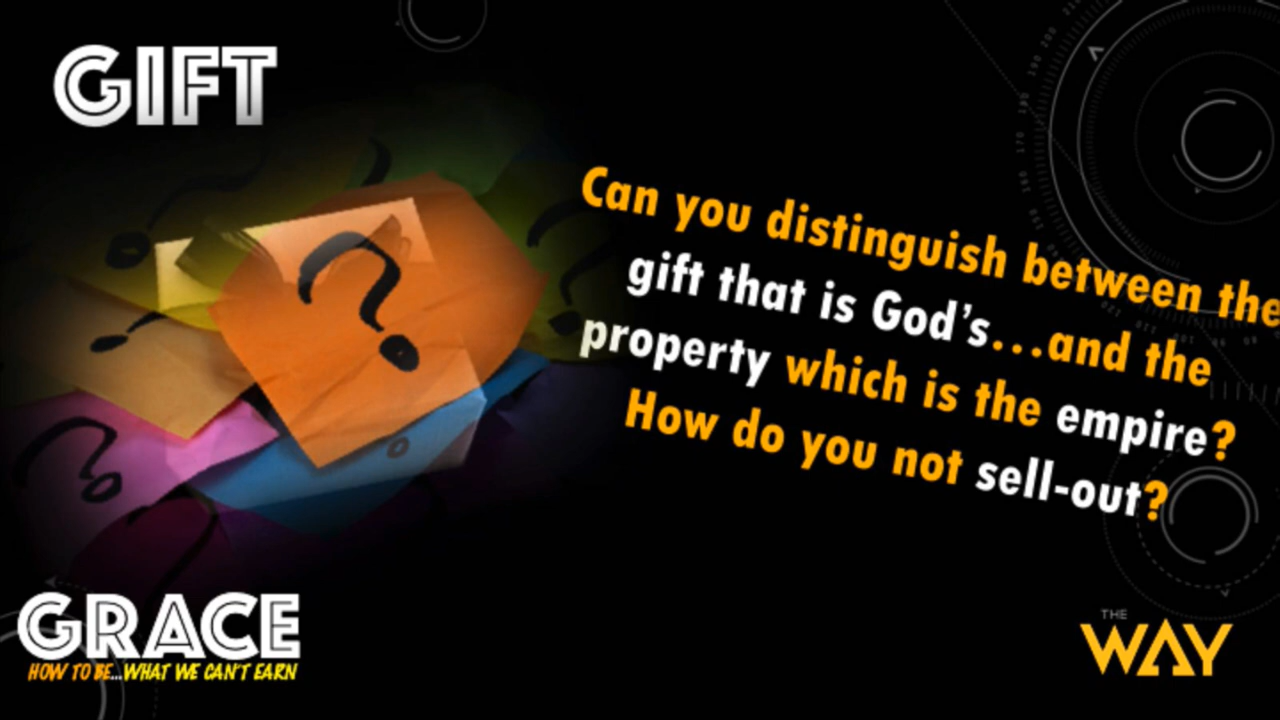 GIFT
Can you distinguish between the
gift that is God’s...and the
property which is the empire?
How do you not sell-out?
GRACE
HOW TO BE...WHAT WE CAN'T EARN
THE
WAY